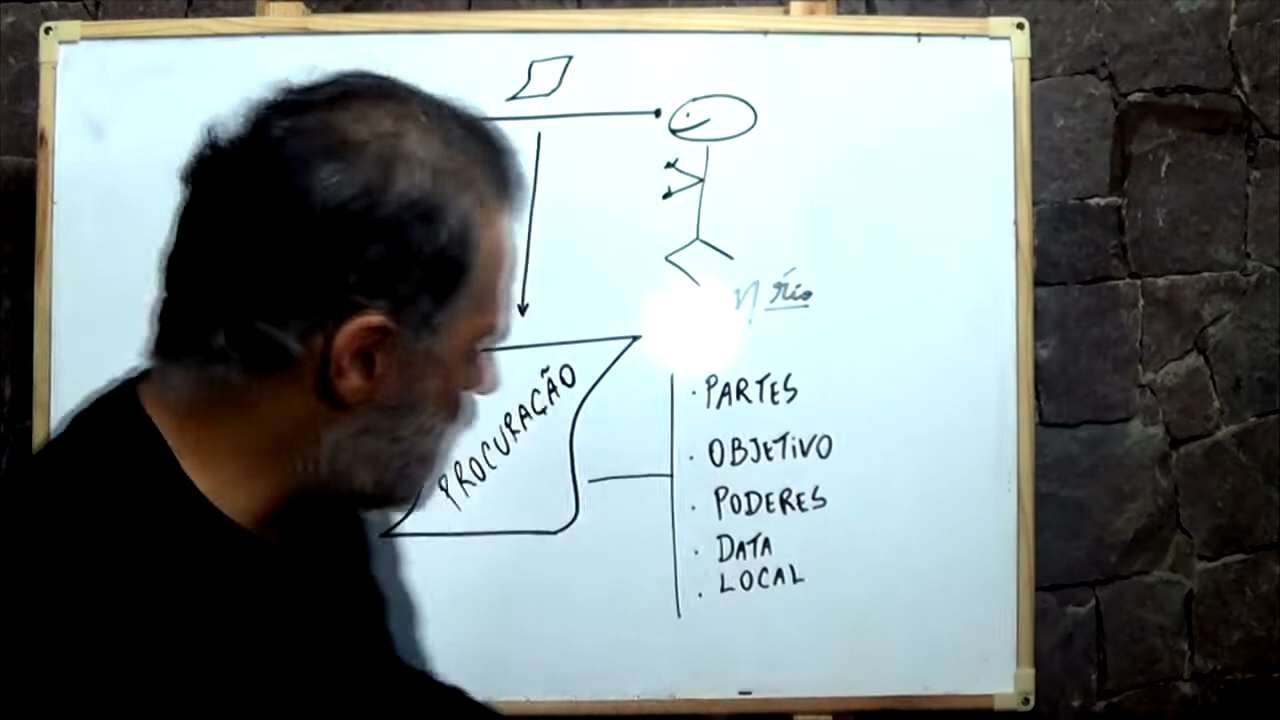 PROCURAÇÃO
· PARTES
· OBJETIVO
· PODERES
· DATA
· LOCAL